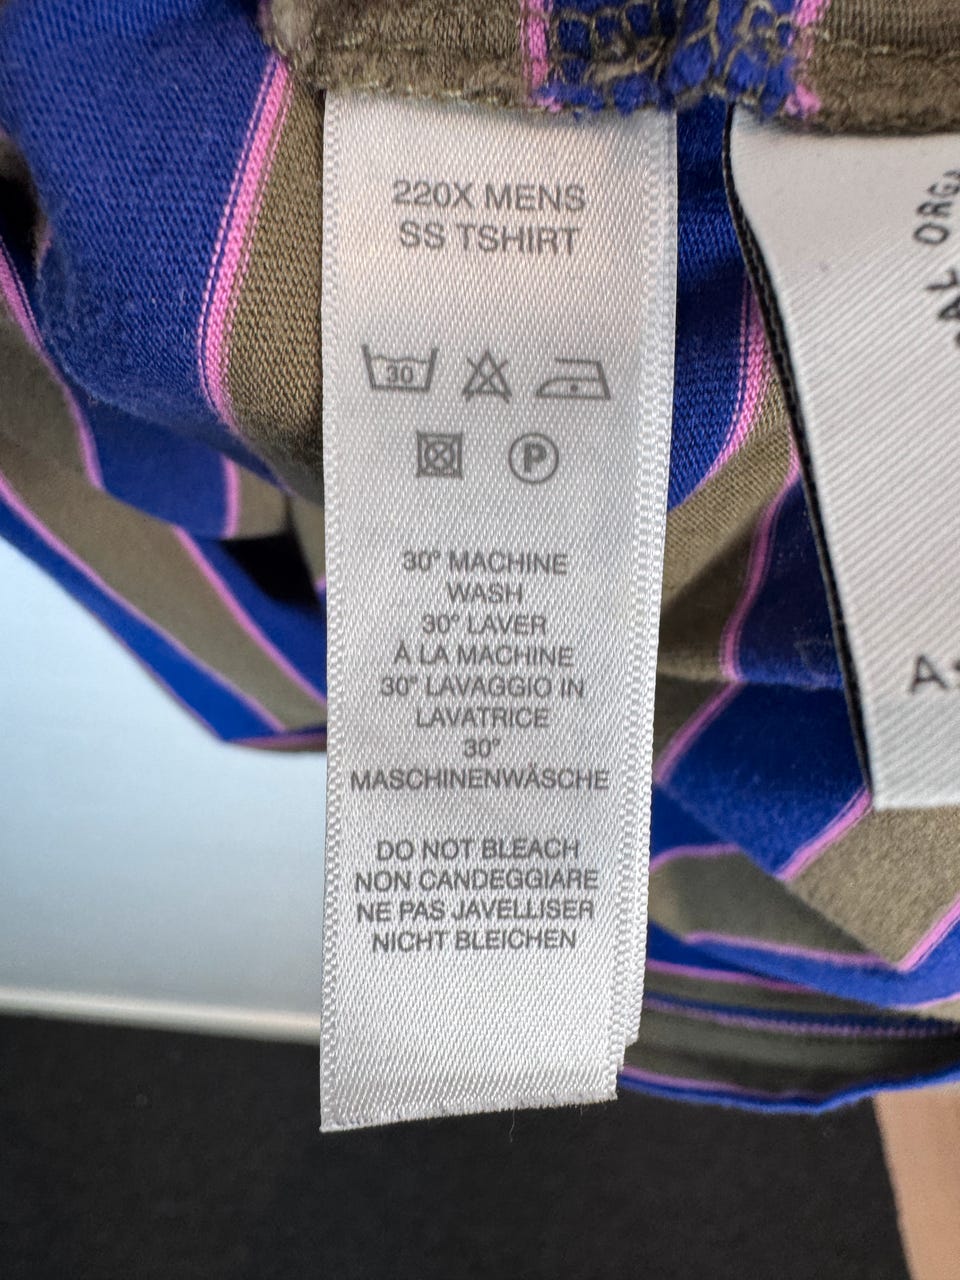 220X MENS
SS TSHIRT
30
P
30° MACHINE
WASH
30° LAVER
À LA MACHINE
30° LAVAGGIO IN
LAVATRICE
30°
MASCHINENWÄSCHE
DO NOT BLEACH
NON CANDEGGIARE
NE PAS JAVELLISER
NICHT BLEICHEN